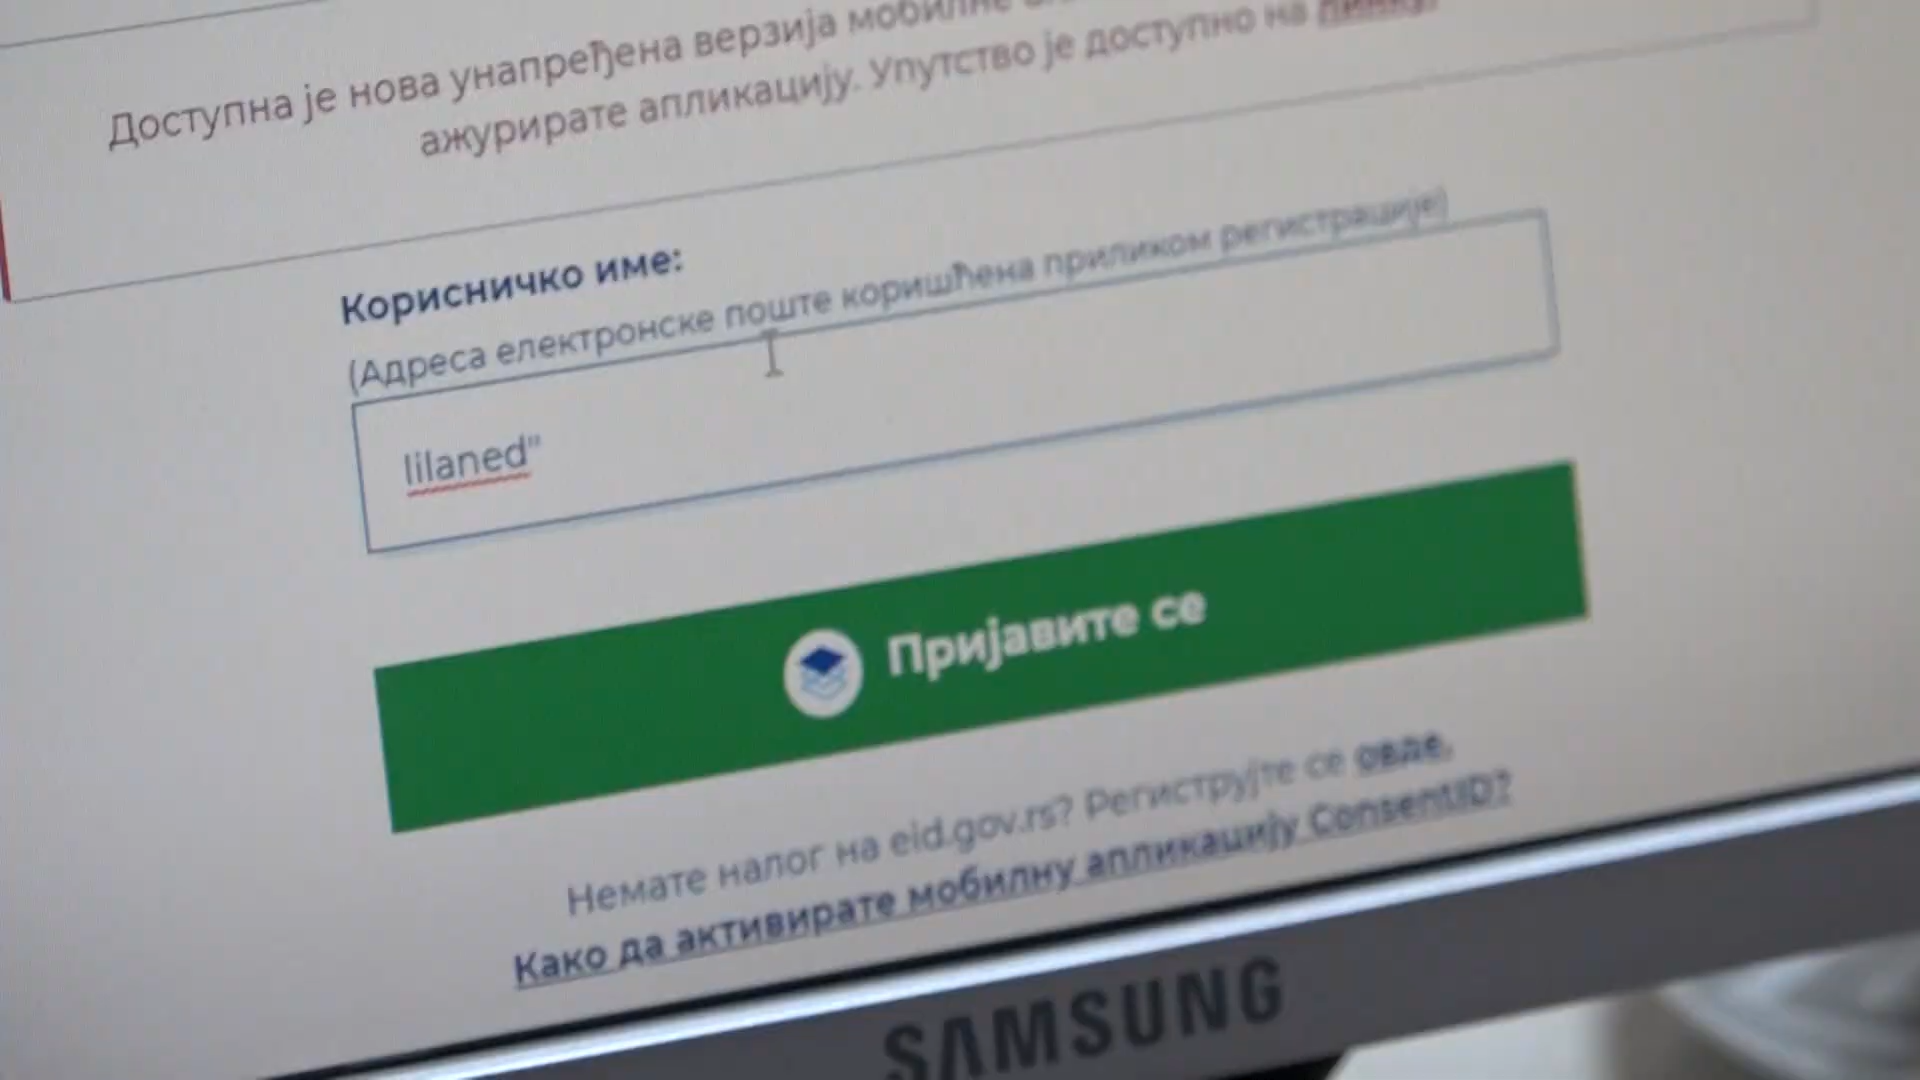 Доступна је нова унапређена верзија мобилне
ажурирате апликацију. Упутство је доступно на линку.
Корисничко име:
(Адреса електронске поште коришћена приликом регистрације)
lilaned"
Пријавите се
Немате налог на eid.gov.rs? Региструјте се овде.
Како да активирате мобилну апликацију ConsentID?
SAMSUNG